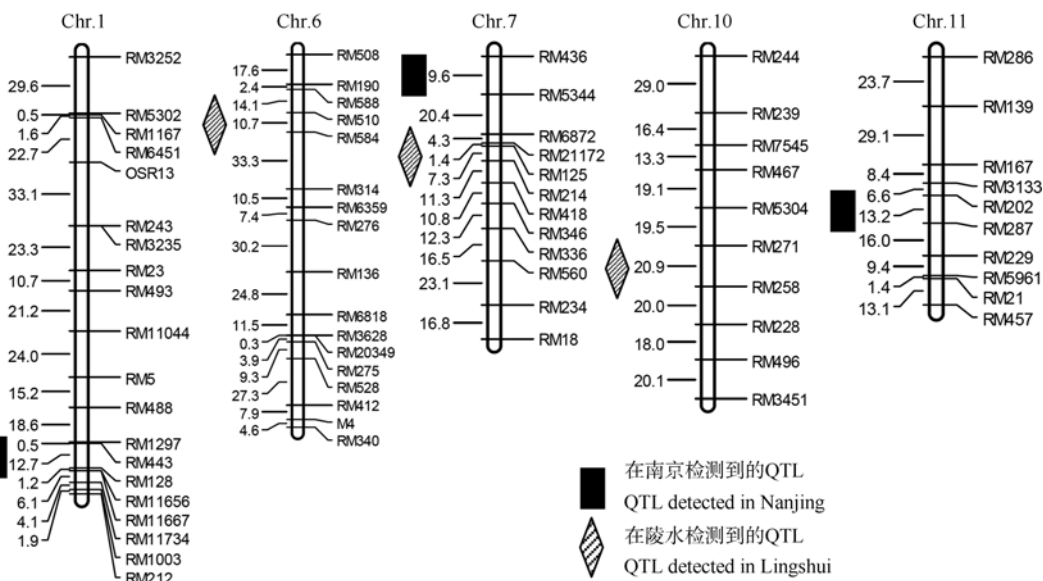 Chr.1
Chr.6
Chr.7
Chr.10
Chr.11
29.6
0.5
1.6
22.7
33.1
23.3
10.7
21.2
24.0
15.2
18.6
0.5
12.7
1.2
6.1
4.1
1.9
RM3252
RM5302
RM1167
RM6451
OSR13
RM243
RM3235
RM23
RM493
RM11044
RM5
RM488
RM1297
RM443
RM128
RM11656
RM11667
RM11734
RM1003
RM212
17.6
2.4
14.1
10.7
33.3
10.5
7.4
30.2
24.8
11.5
0.3
3.9
9.3
27.3
7.9
4.6
RM508
RM190
RM588
RM510
RM584
RM314
RM6359
RM276
RM136
RM6818
RM3628
RM20349
RM275
RM528
RM412
M4
RM340
9.6
20.4
4.3
1.4
7.3
11.3
10.8
12.3
16.5
23.1
16.8
RM436
RM5344
RM6872
RM21172
RM125
RM214
RM418
RM346
RM336
RM560
RM234
RM18
29.0
16.4
13.3
19.1
19.5
20.9
20.0
18.0
20.1
RM244
RM239
RM7545
RM467
RM5304
RM271
RM258
RM228
RM496
RM3451
23.7
29.1
8.4
6.6
13.2
16.0
9.4
1.4
13.1
RM286
RM139
RM167
RM3133
RM202
RM287
RM229
RM5961
RM21
RM457
在南京检测到的QTL
QTL detected in Nanjing
在陵水检测到的QTL
QTL detected in Lingshui